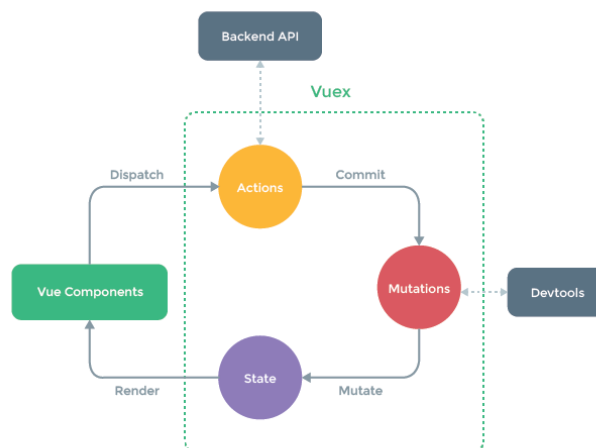 Backend API
Vuex
Dispatch
Actions
Commit
Vue Components
Mutations
Devtools
Render
State
Mutate